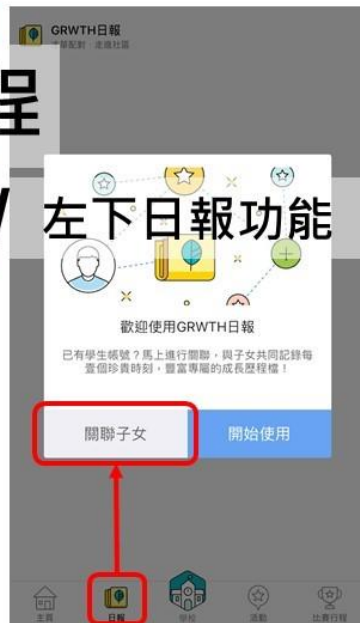 GRWTH日報
呈
左下日報功能
歡迎使用GRWTH日報
已有學生帳號？馬上進行關聯，與子女共同記錄每
壹個珍貴時刻，豐富專屬的成長歷程檔！
關聯子女
開始使用
主頁
日報
學校
活動
比賽行程